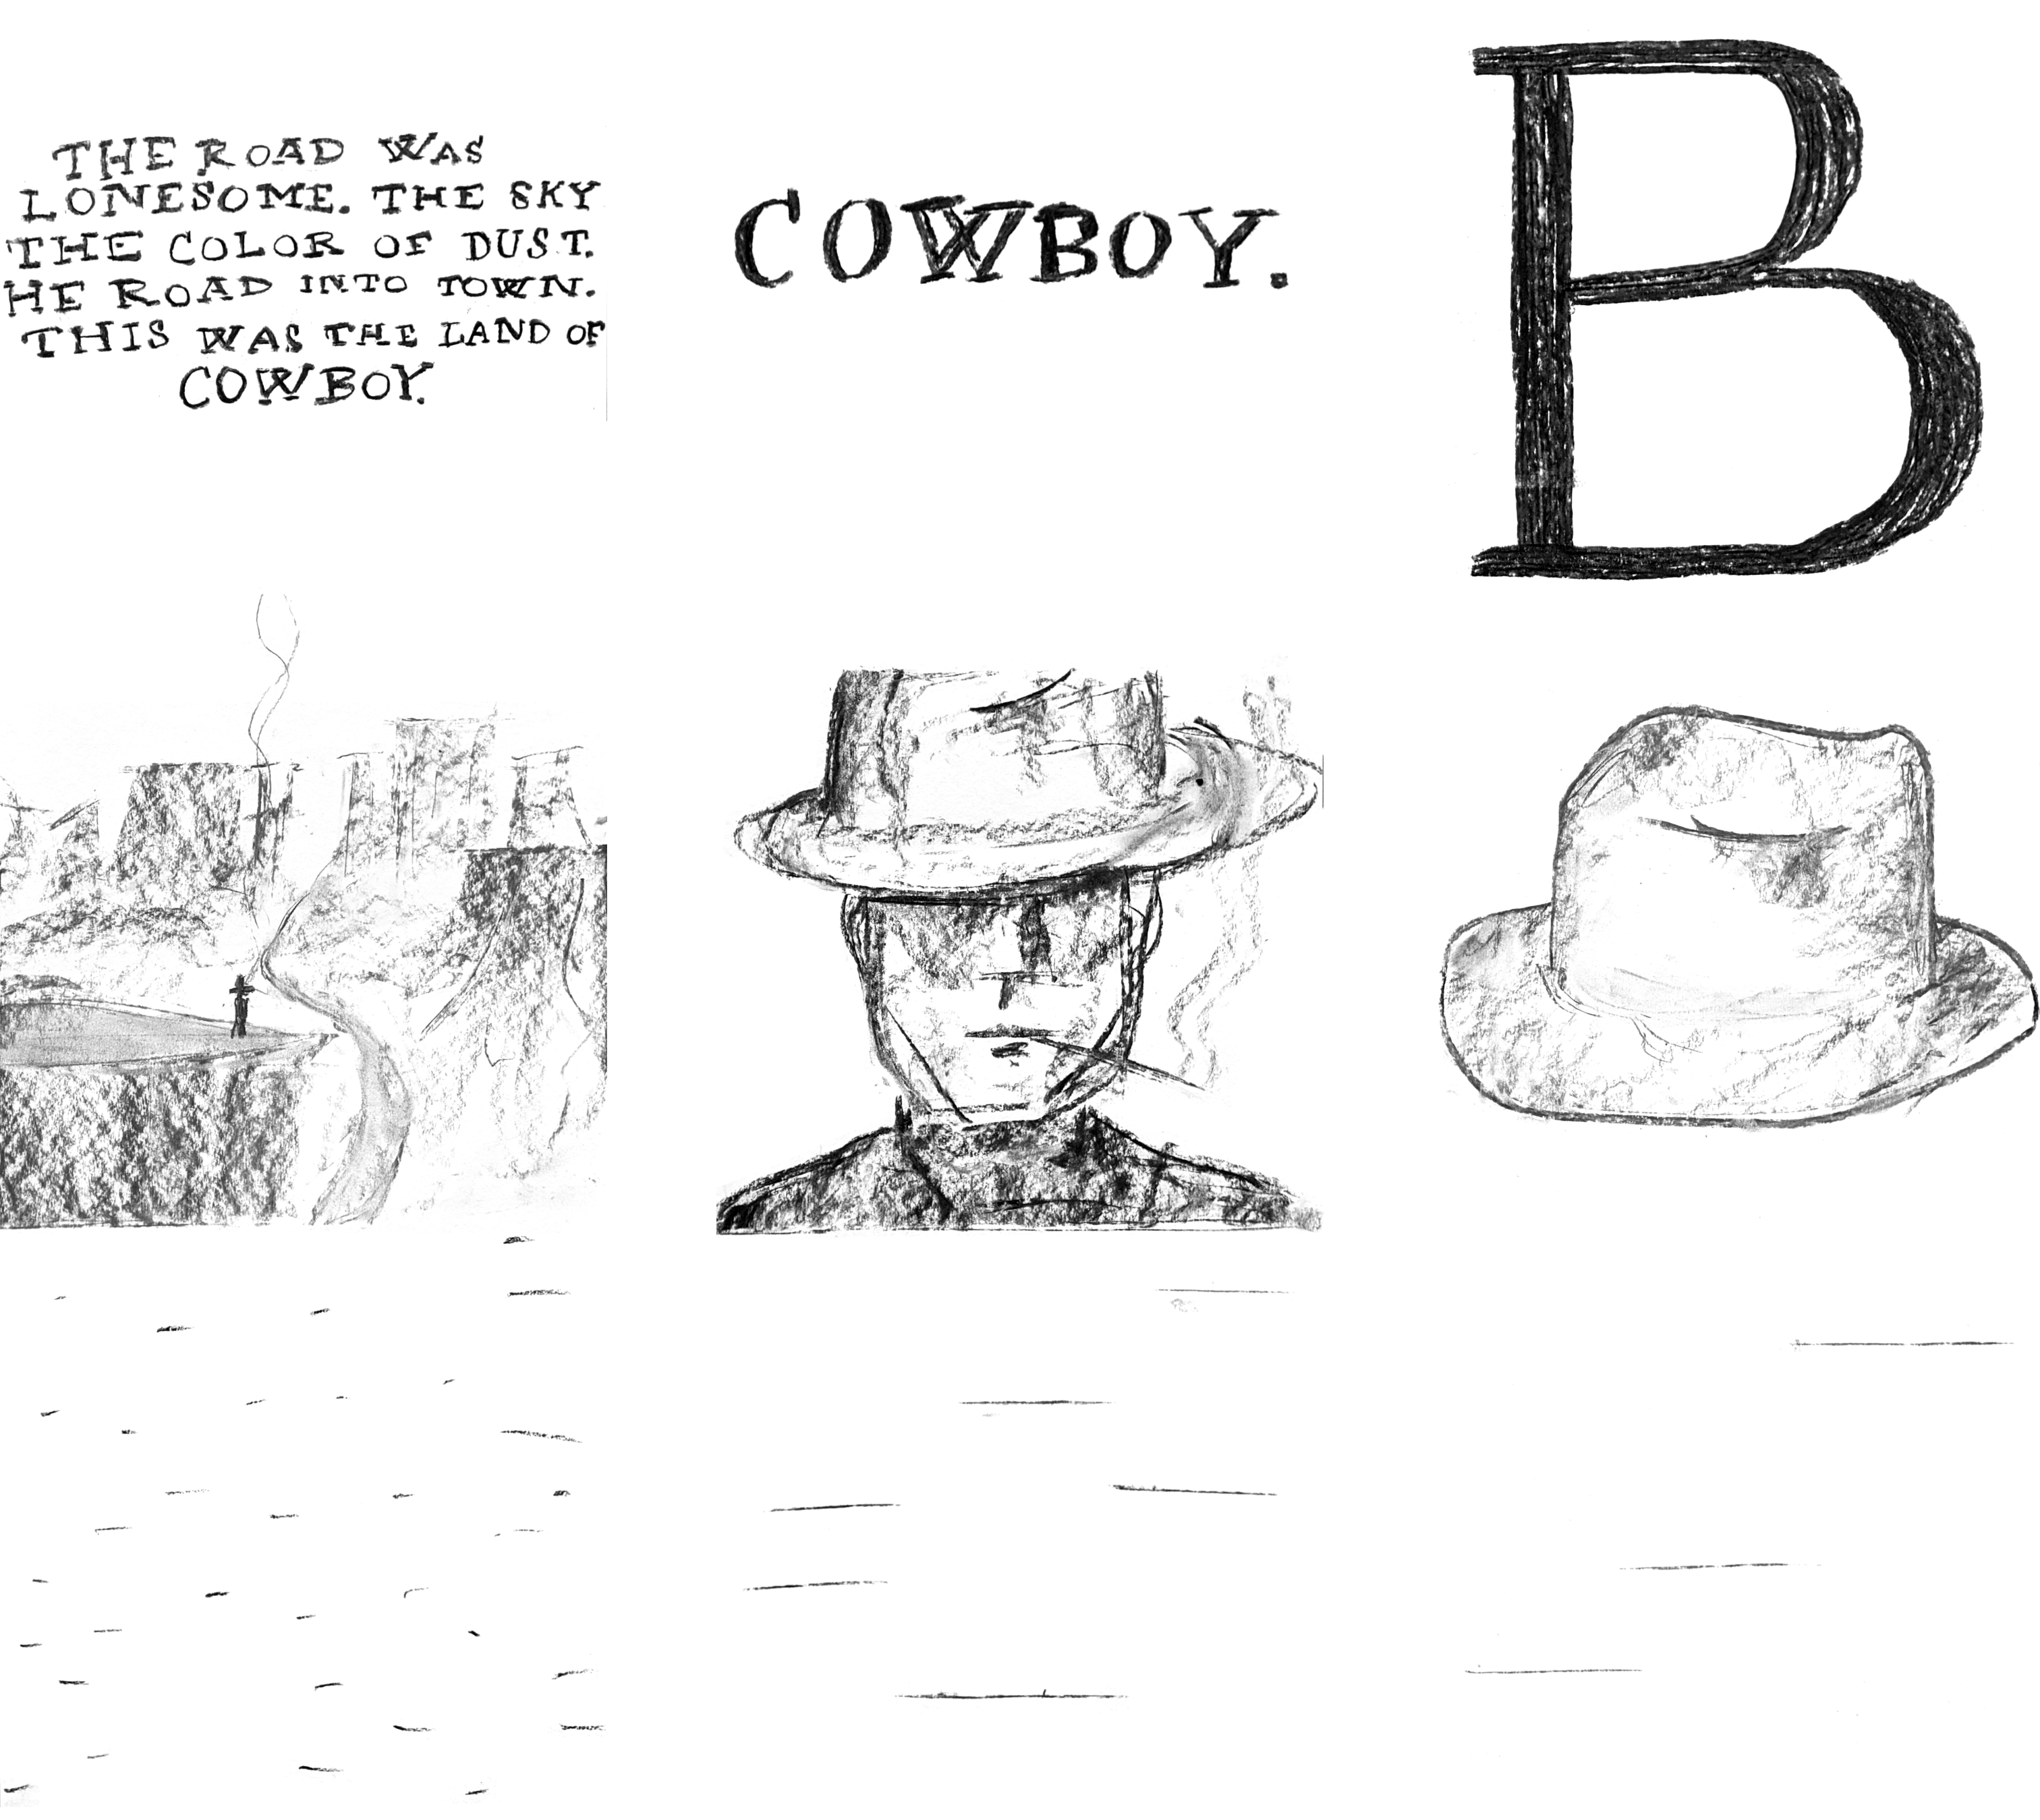 THE ROAD WAS
LONESOME. THE SKY
THE COLOR OF DUST.
HE ROAD INTO TOWN.
THIS WAS THE LAND OF
COWBOY.
COWBOY.
B